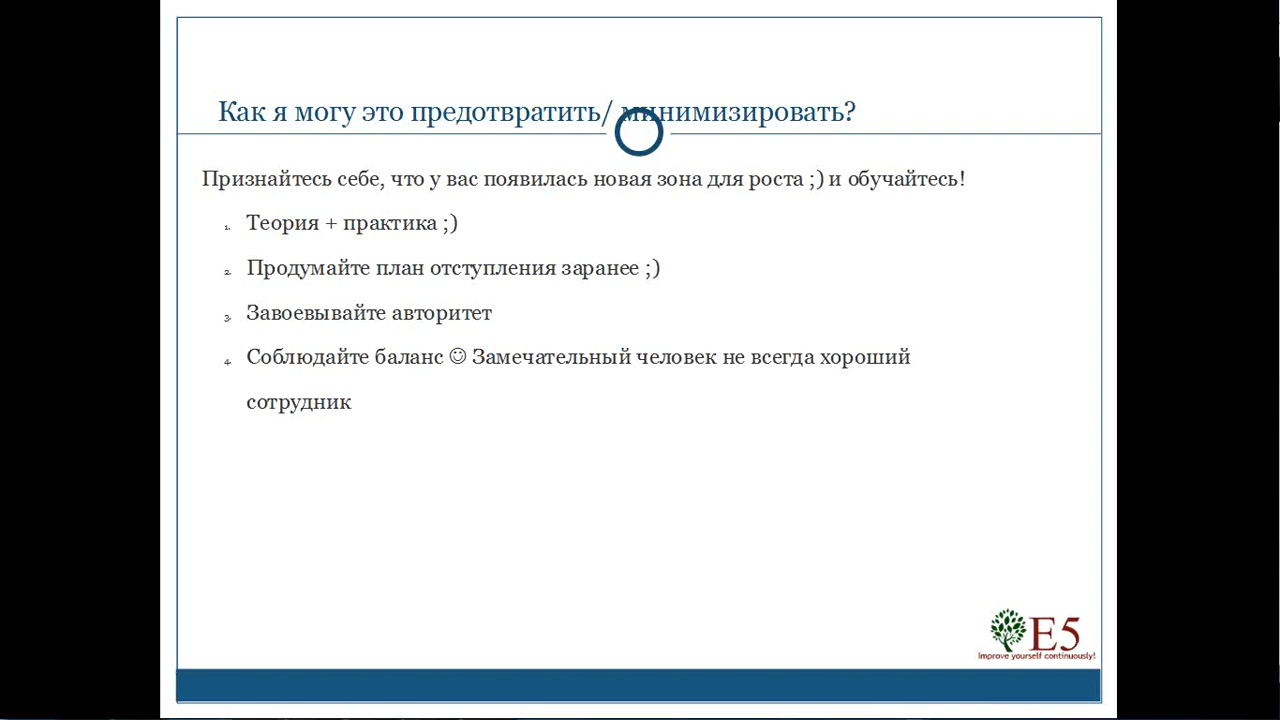 Как я могу это предотвратить/ минимизировать?
Признайтесь себе, что у вас появилась новая зона для роста ;) и обучайтесь!
1. Теория + практика ;)
2. Продумайте план отступления заранее ;)
3. Завоевывайте авторитет
4. Соблюдайте баланс ☺ Замечательный человек не всегда хороший
сотрудник
E5
Improve yourself continuously!